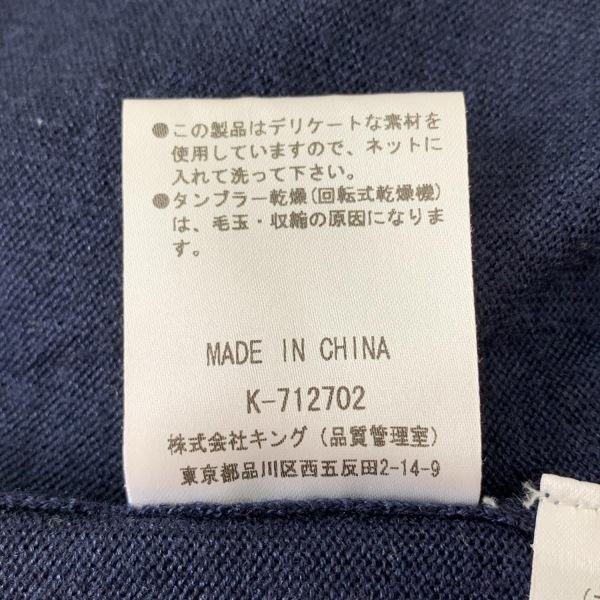 ●この製品はデリケートな素材を
使用していますので、ネットに
入れて洗って下さい。
●タンブラー乾燥(回転式乾燥機)
は、毛玉・収縮の原因になりま
す。
MADE IN CHINA
K-712702
株式会社キング(品質管理室)
東京都品川区西五反田2-14-9